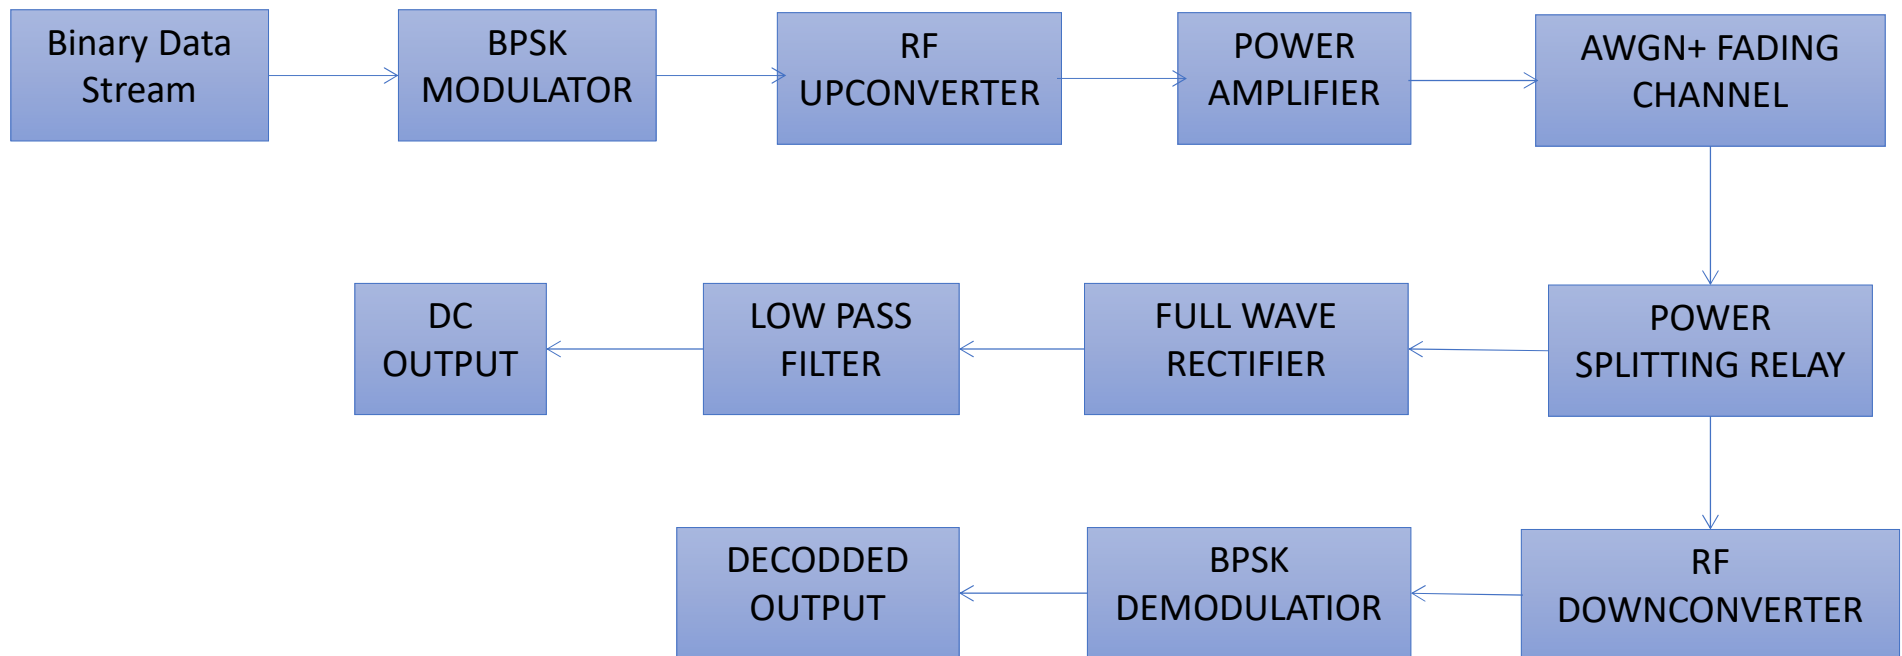 Binary Data
Stream
BPSK
MODULATOR
RF
UPCONVERTER
POWER
AMPLIFIER
AWGN+ FADING
CHANNEL
DC
OUTPUT
LOW PASS
FILTER
FULL WAVE
RECTIFIER
POWER
SPLITTING RELAY
DECODDED
OUTPUT
BPSK
DEMODULATIOR
RF
DOWNCONVERTER